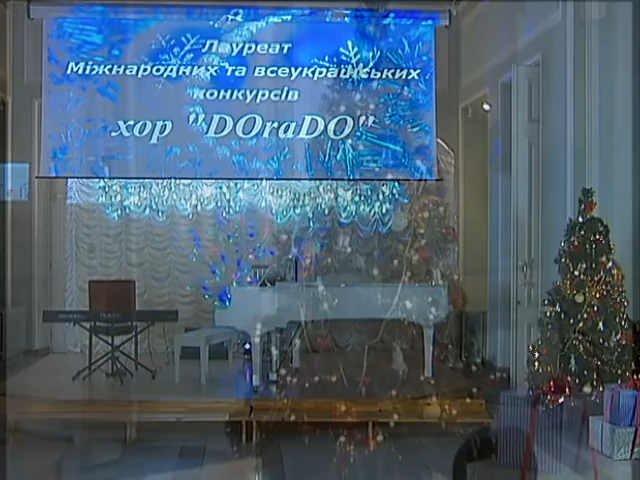 Лауреат
Міжнародних та всеукраїнських
конкурсів
хор "DOraDO"